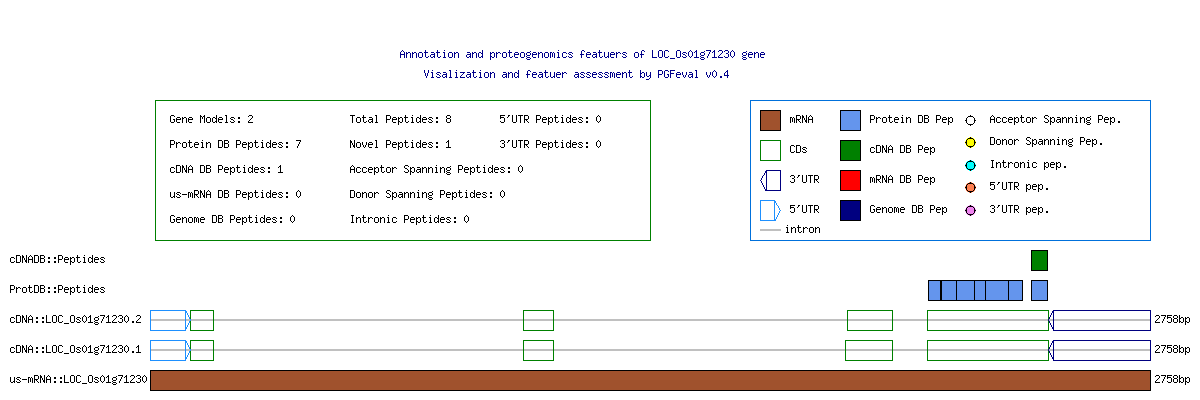 Annotation and proteogenomics featuers of LOC_Os01g71230 gene
Visalization and featuer assessment by PGFeval v0.4
Gene Models: 2 Total Peptides: 8 5'UTR Peptides: 0
Protein DB Peptides: 7 Novel Peptides: 1 3'UTR Peptides: 0
cDNA DB Peptides: 1 Acceptor Spanning Peptides: 0
us-mRNA DB Peptides: 0 Donor Spanning Peptides: 0
Genome DB Peptides: 0 Intronic Peptides: 0
mRNA Protein DB Pep Acceptor Spanning Pep.
CDs cDNA DB Pep Donor Spanning Pep.
3'UTR mRNA DB Pep Intronic pep.
5'UTR Genome DB Pep 5'UTR pep.
intron 3'UTR pep.
cDNADB::Peptides
ProtDB::Peptides
cDNA::LOC_Os01g71230.2 2758bp
cDNA::LOC_Os01g71230.1 2758bp
us-mRNA::LOC_Os01g71230 2758bp